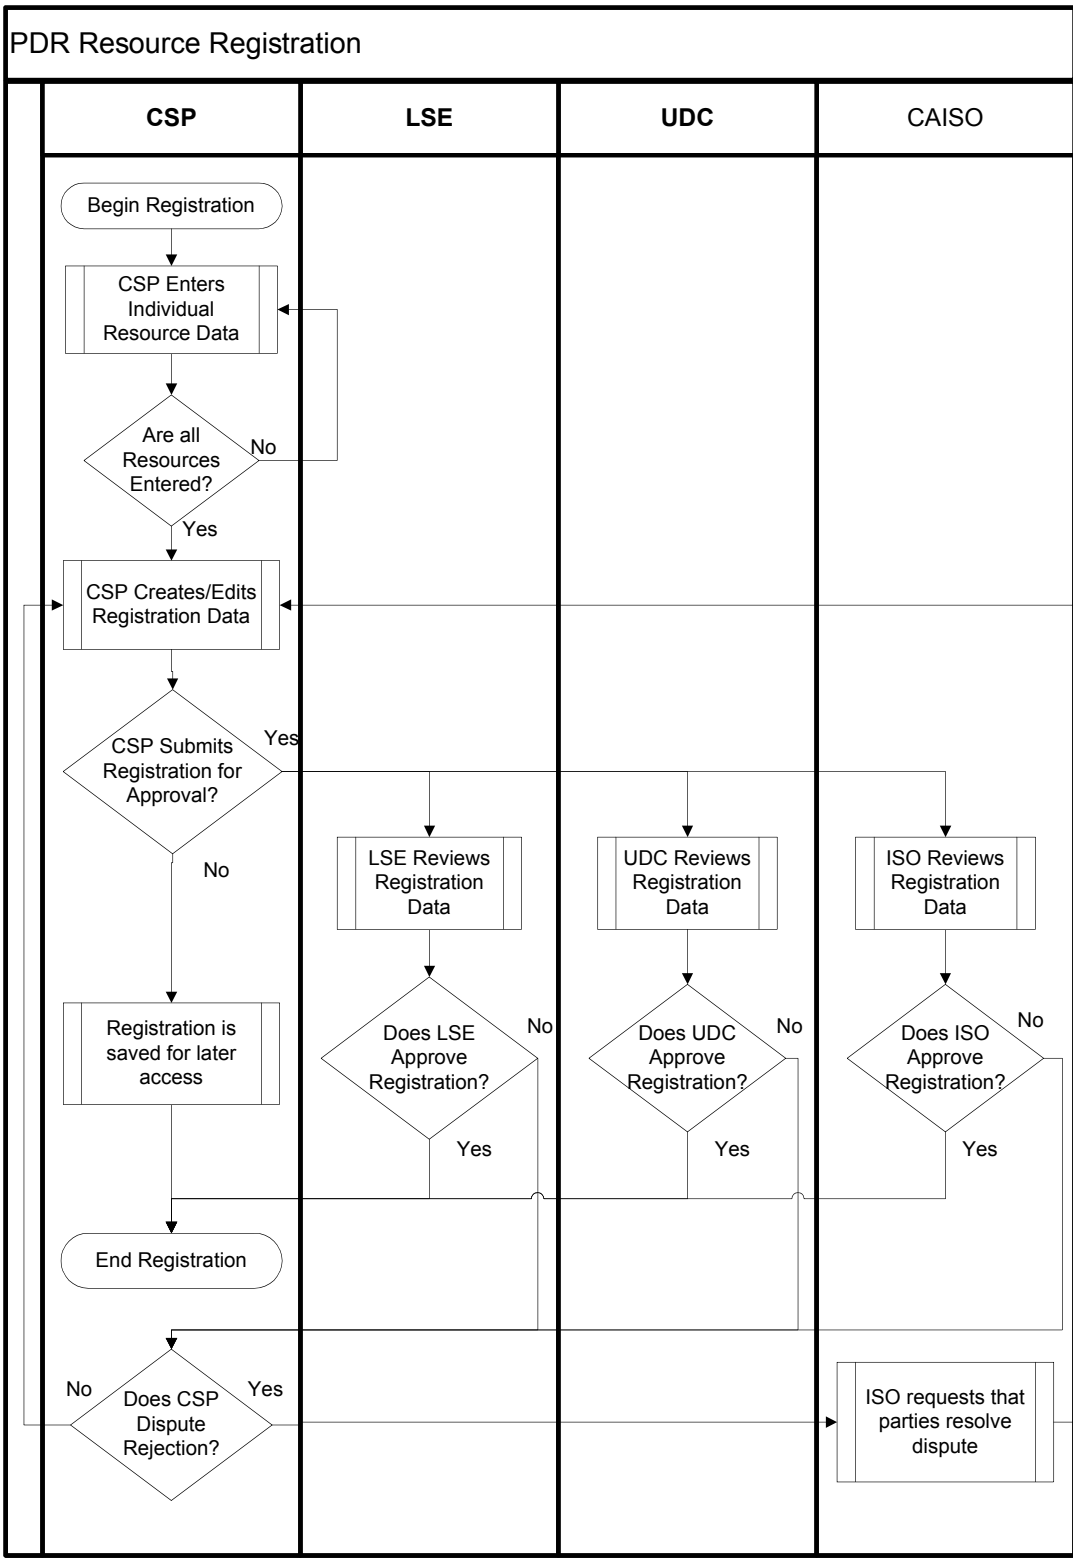 PDR Resource Registration
CSP
LSE
UDC
CAISO
Begin Registration
CSP Enters
Individual
Resource Data
Are all
Resources
Entered?
No
Yes
CSP Creates/Edits
Registration Data
CSP Submits
Registration for
Approval?
Yes
No
LSE Reviews
Registration
Data
UDC Reviews
Registration
Data
ISO Reviews
Registration
Data
Registration is
saved for later
access
Does LSE
Approve
Registration?
No
Yes
Does UDC
Approve
Registration?
No
Yes
Does ISO
Approve
Registration?
No
Yes
End Registration
No
Does CSP
Dispute
Rejection?
Yes
ISO requests that
parties resolve
dispute